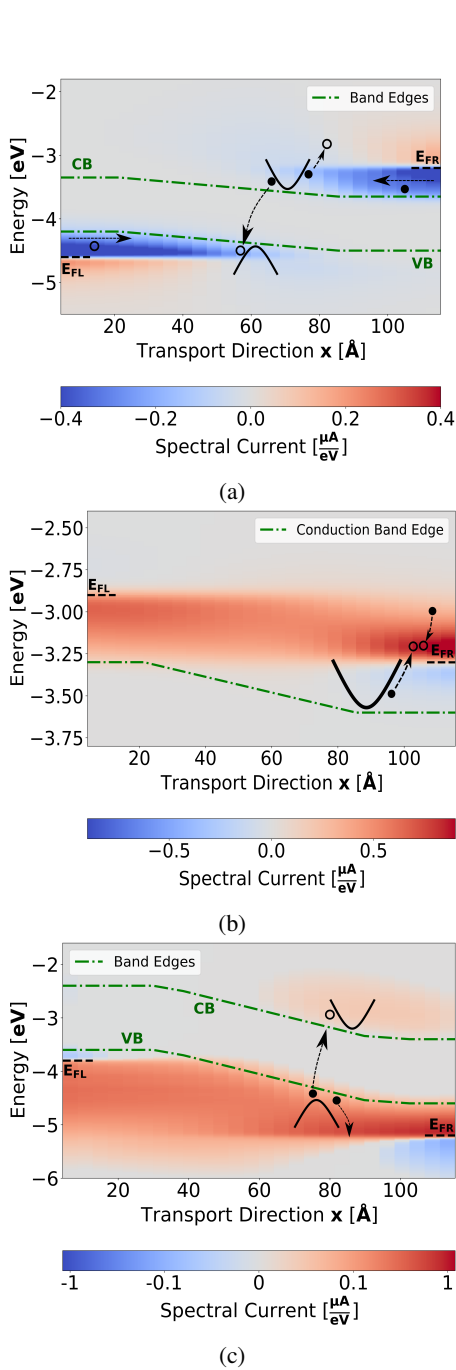 Band Edges
−2
−3
−4
−5
Energy [eV]
CB
E_FR
VB
E_FL
20 40 60 80 100
Transport Direction x [Å]
−0.4 −0.2 0.0 0.2 0.4
Spectral Current [μA/eV]
(a)
Conduction Band Edge
−2.50
−2.75
−3.00
−3.25
−3.50
−3.75
Energy [eV]
E_FL
E_FR
20 40 60 80 100
Transport Direction x [Å]
−0.5 0.0 0.5
Spectral Current [μA/eV]
(b)
Band Edges
−2
−3
−4
−5
−6
Energy [eV]
CB
VB
E_FL
E_FR
20 40 60 80 100
Transport Direction x [Å]
-1 -0.1 0 0.1 1
Spectral Current [μA/eV]
(c)